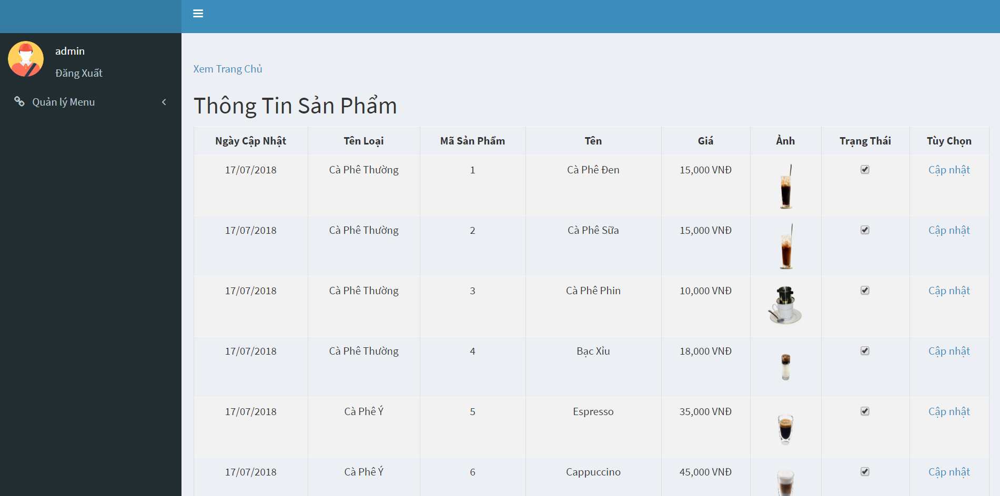 admin
Đăng Xuất
Quản lý Menu
Xem Trang Chủ
Thông Tin Sản Phẩm
Ngày Cập Nhật Tên Loại Mã Sản Phẩm Tên Giá Ảnh Trạng Thái Tùy Chọn
17/07/2018 Cà Phê Thường 1 Cà Phê Đen 15,000 VNĐ Cập nhật
17/07/2018 Cà Phê Thường 2 Cà Phê Sữa 15,000 VNĐ Cập nhật
17/07/2018 Cà Phê Thường 3 Cà Phê Phin 10,000 VNĐ Cập nhật
17/07/2018 Cà Phê Thường 4 Bạc Xỉu 18,000 VNĐ Cập nhật
17/07/2018 Cà Phê Ý 5 Espresso 35,000 VNĐ Cập nhật
17/07/2018 Cà Phê Ý 6 Cappuccino 45,000 VNĐ Cập nhật